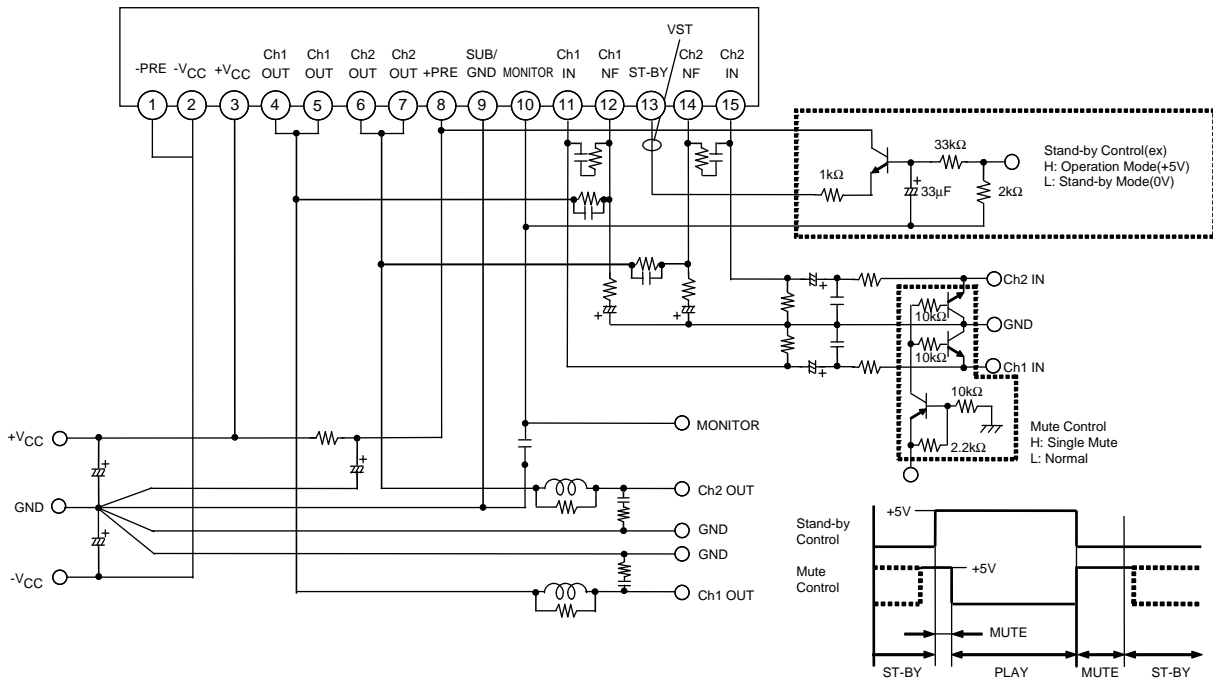 VST
-PRE -VCC +VCC Ch1 OUT Ch1 OUT Ch2 OUT Ch2 OUT +PRE SUB/GND MONITOR Ch1 IN Ch1 NF ST-BY Ch2 NF Ch2 IN
1 2 3 4 5 6 7 8 9 10 11 12 13 14 15
33kΩ
1kΩ
+
33μF
2kΩ
Stand-by Control(ex)
H: Operation Mode(+5V)
L: Stand-by Mode(0V)
+
Ch2 IN
10kΩ
+
+
GND
10kΩ
+
Ch1 IN
10kΩ
2.2kΩ
Mute Control
H: Single Mute
L: Normal
MONITOR
+VCC
+
+
Ch2 OUT
GND
GND
+
GND
-VCC
Ch1 OUT
+5V
Stand-by
Control
+5V
Mute
Control
MUTE
ST-BY PLAY MUTE ST-BY